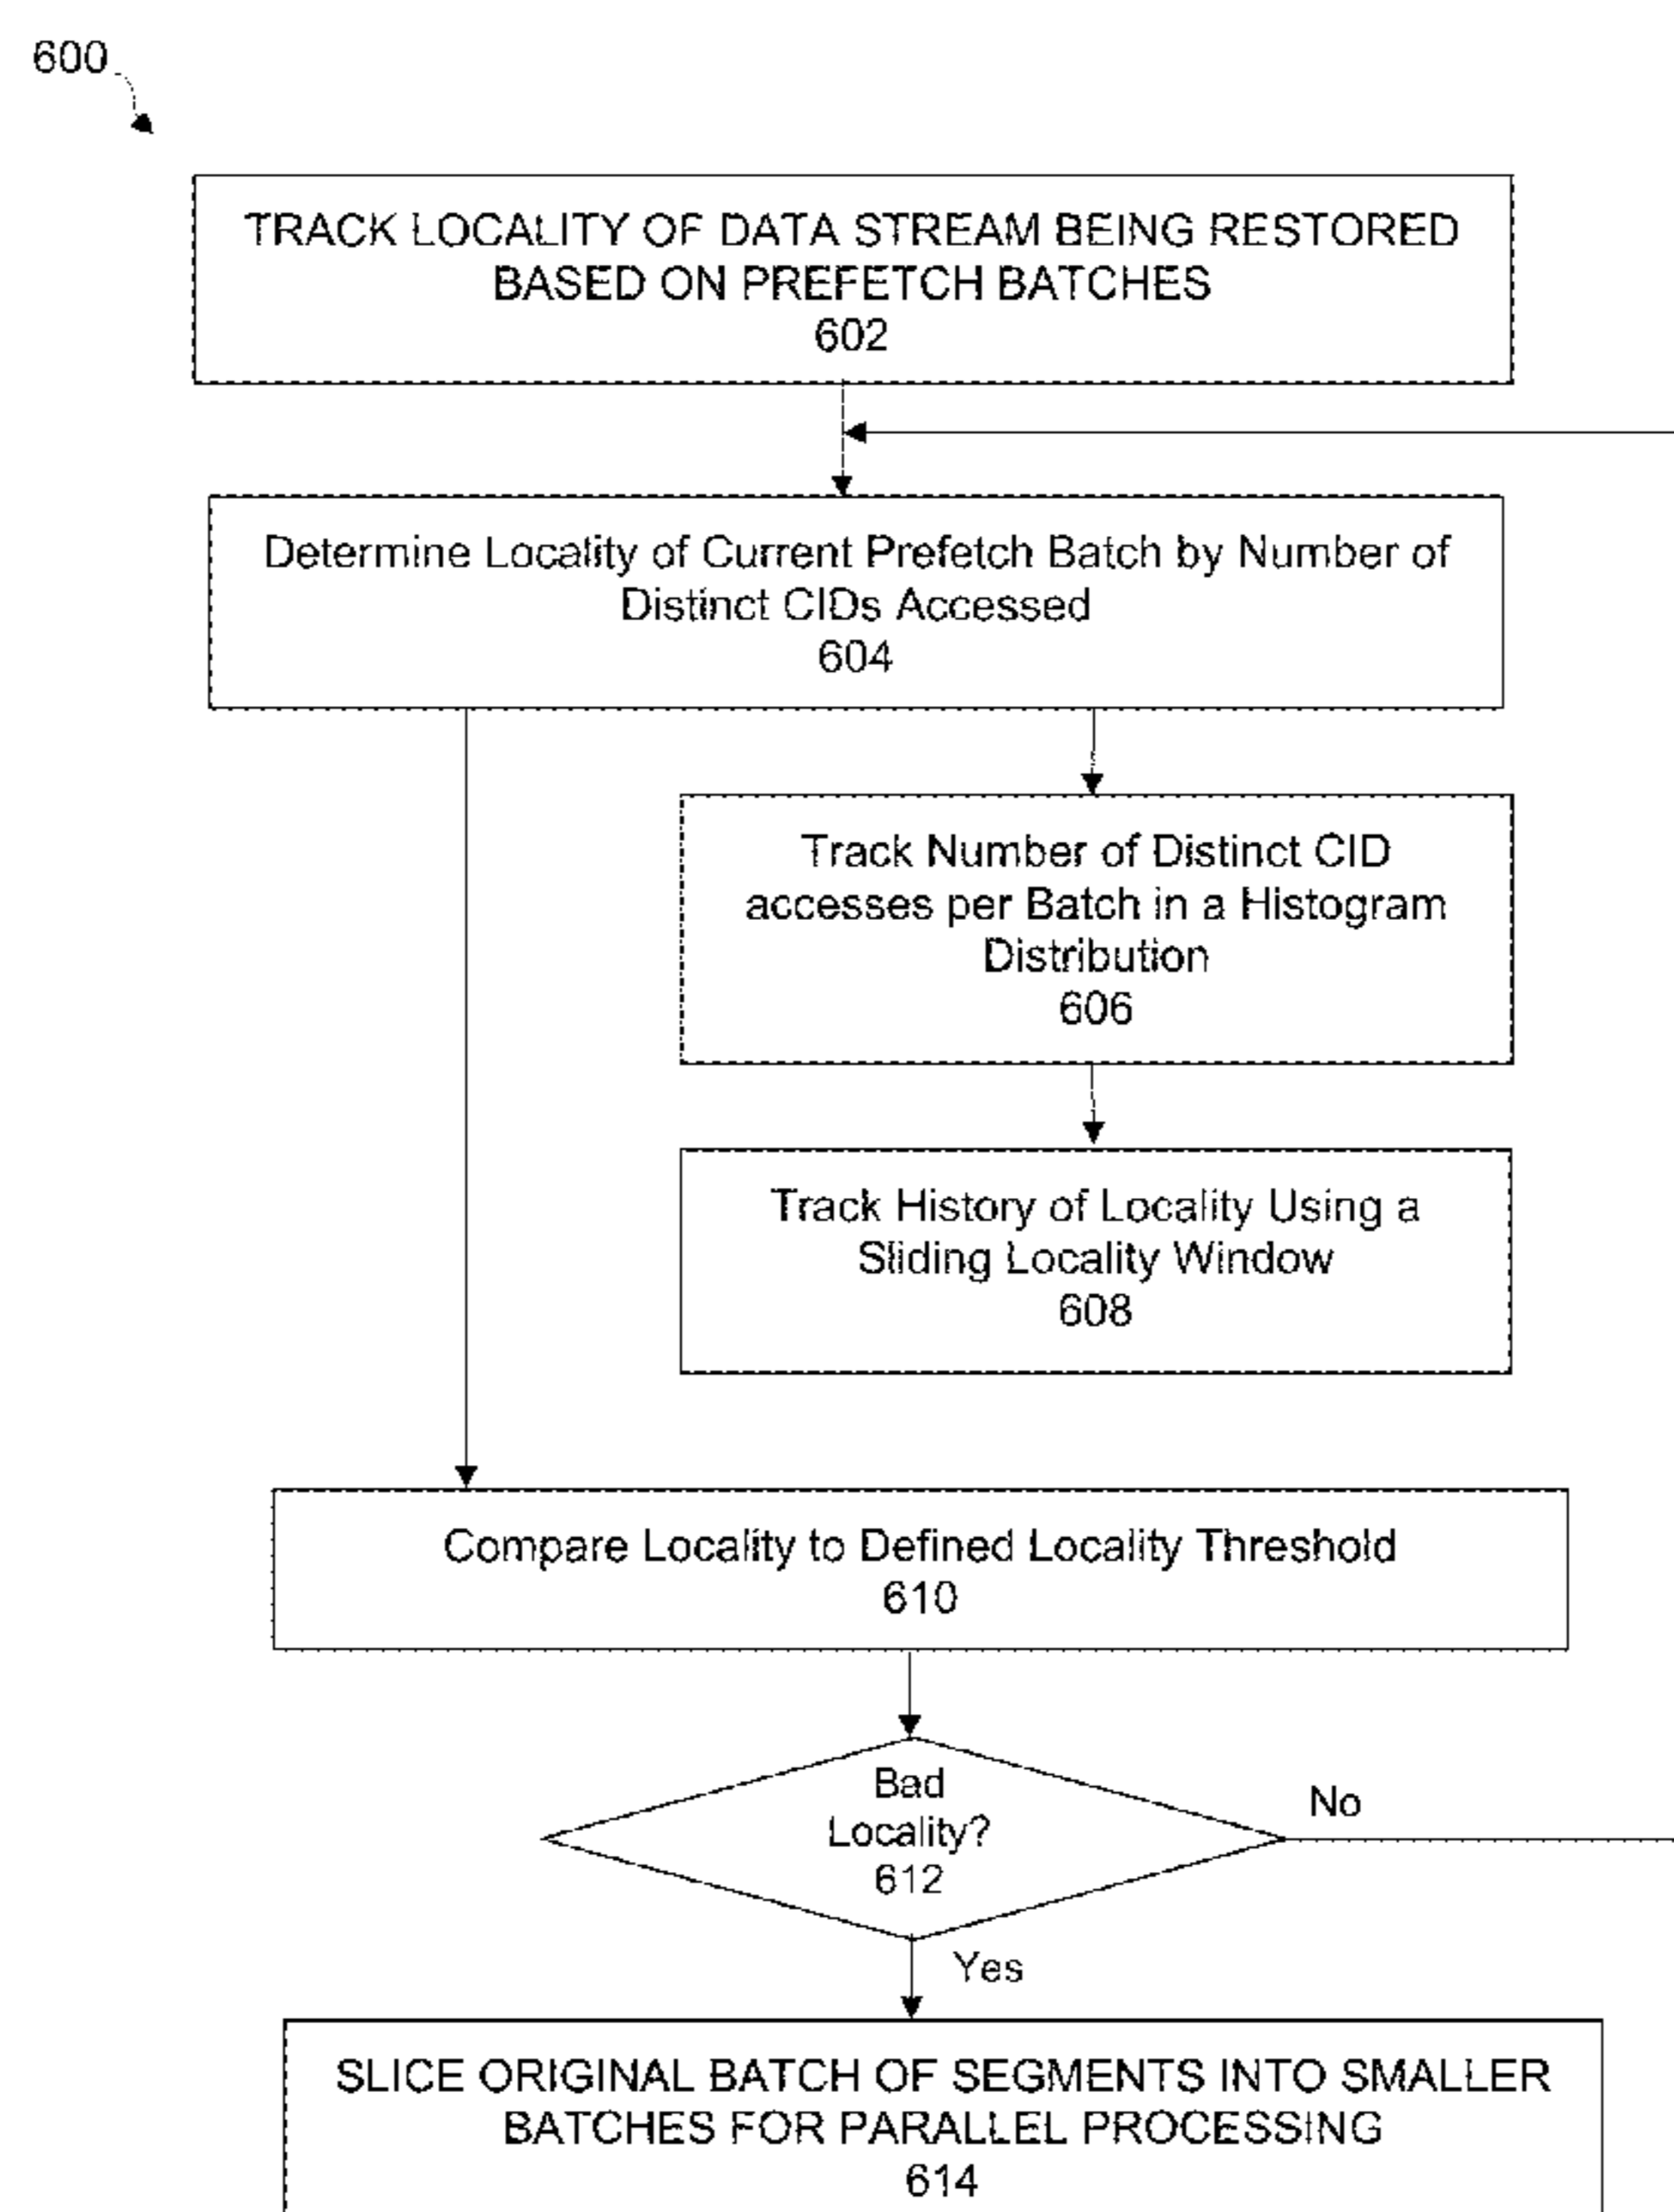 600
TRACK LOCALITY OF DATA STREAM BEING RESTORED
BASED ON PREFETCH BATCHES
602
Determine Locality of Current Prefetch Batch by Number of
Distinct CIDs Accessed
604
Track Number of Distinct CID
accesses per Batch in a Histogram
Distribution
606
Track History of Locality Using a
Sliding Locality Window
608
Compare Locality to Defined Locality Threshold
610
Bad
Locality?
612
No
Yes
SLICE ORIGINAL BATCH OF SEGMENTS INTO SMALLER
BATCHES FOR PARALLEL PROCESSING
614